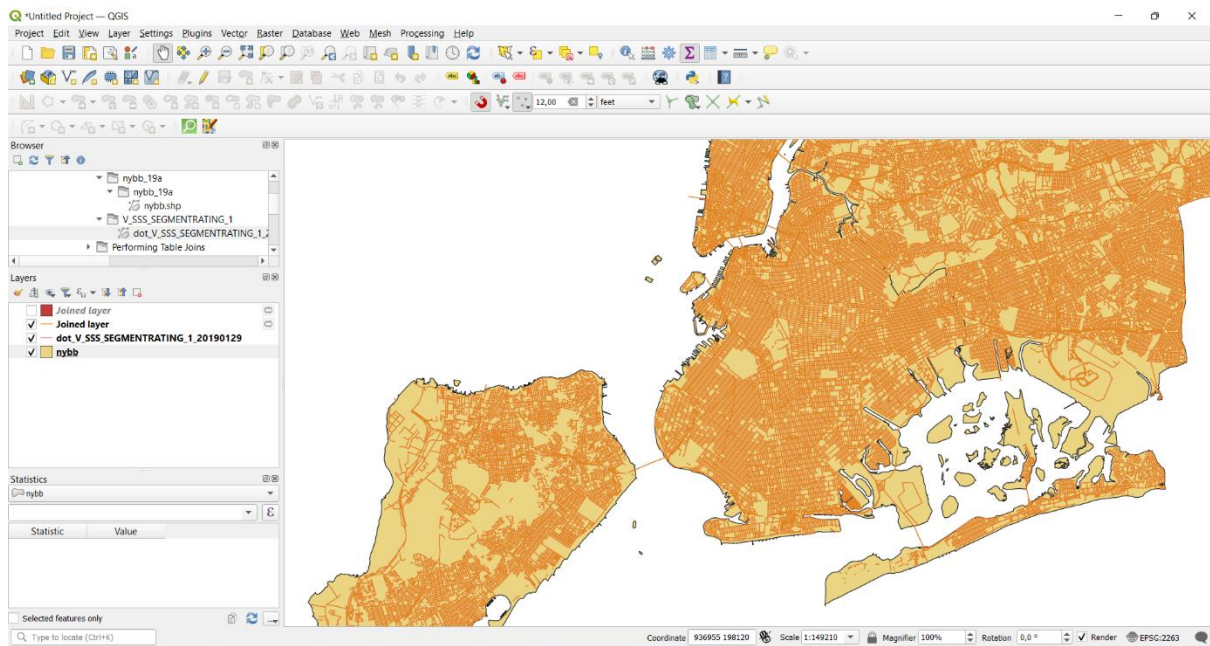 *Untitled Project — QGIS
Project Edit View Layer Settings Plugins Vector Raster Database Web Mesh Processing Help
12,00 feet
Browser
nybb_19a
nybb_19a
nybb.shp
V_SSS_SEGMENTRATING_1
dot_V_SSS_SEGMENTRATING_1_2
Performing Table Joins
Layers
Joined layer
Joined layer
dot_V_SSS_SEGMENTRATING_1_20190129
nybb
Statistics
nybb
Statistic Value
Selected features only
Type to locate (Ctrl+K)
Coordinate 936955 198120 Scale 1:149210 Magnifier 100% Rotation 0,0 ° Render EPSG:2263